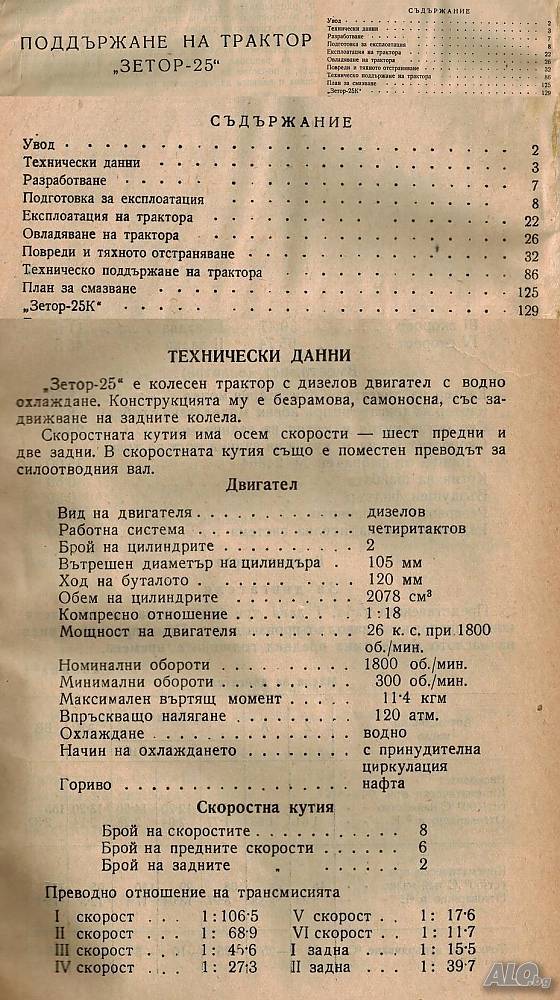 ПОДДЪРЖАНЕ НА ТРАКТОР
„ЗЕТОР-25“
СЪДЪРЖАНИЕ
Увод 2
Технически данни 3
Разработване 7
Подготовка за експлоатация 8
Експлоатация на трактора 22
Овладяване на трактора 26
Повреди и тяхното отстраняване 32
Техническо поддържане на трактора 86
План за смазване 125
„Зетор-25К“ 129
СЪДЪРЖАНИЕ
Увод . . . . . . . . . . . . 2
Технически данни . . . . . . . . . . 3
Разработване . . . . . . . . . . 7
Подготовка за експлоатация . . . . . . . . 8
Експлоатация на трактора . . . . . . . . 22
Овладяване на трактора . . . . . . . . 26
Повреди и тяхното отстраняване . . . . . . . 32
Техническо поддържане на трактора . . . . . . 86
План за смазване . . . . . . . . . 125
„Зетор-25К“ . . . . . . . . . . 129
ТЕХНИЧЕСКИ ДАННИ
„Зетор-25“ е колесен трактор с дизелов двигател с водно
охлаждане. Конструкцията му е безрамова, самоносна, със за-
движване на задните колела.
Скоростната кутия има осем скорости — шест предни и
две задни. В скоростната кутия също е поместен преводът за
силоотводния вал.
Двигател
Вид на двигателя . . . . . . . . дизелов
Работна система . . . . . . . . четиритактов
Брой на цилиндрите . . . . . . . 2
Вътрешен диаметър на цилиндъра . 105 мм
Ход на буталото . . . . . . . . 120 мм
Обем на цилиндрите . . . . . . . 2078 см³
Компресно отношение . . . . . . 1:18
Мощност на двигателя . . . . . . 26 к. с. при 1800
об./мин.
Номинални обороти . . . . . . . 1800 об./мин.
Минимални обороти . . . . . . . 300 об./мин.
Максимален въртящ момент . . . . 11·4 кгм
Впръскващо налягане . . . . . . 120 атм.
Охлаждане . . . . . . . . . водно
Начин на охлаждането . . . . . . с принудителна
циркулация
Гориво . . . . . . . . . . нафта
Скоростна кутия
Брой на скоростите . . . . . . . 8
Брой на предните скорости . . . . 6
Брой на задните „ . . . . 2
Преводно отношение на трансмисията
I скорост . . . 1:106·5 V скорост . . 1: 17·6
II скорост . . . 1: 68·9 VI скорост . . 1: 11·7
III скорост . . . 1: 45·6 I задна . . 1: 15·5
IV скорост . . . 1: 27·3 II задна . . 1: 39·7
ALO.bg